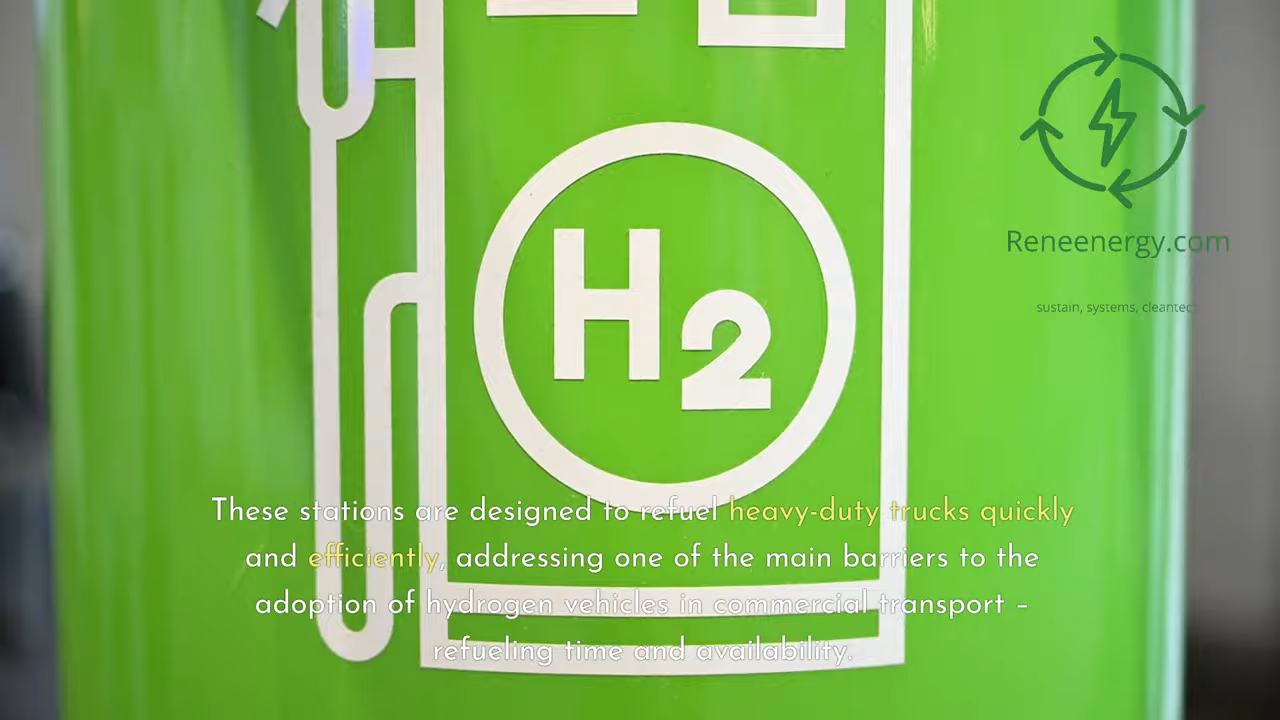 H2
Reneenergy.com
sustain, systems, cleantec
These stations are designed to refuel heavy-duty trucks quickly
and efficiently, addressing one of the main barriers to the
adoption of hydrogen vehicles in commercial transport –
refueling time and availability.